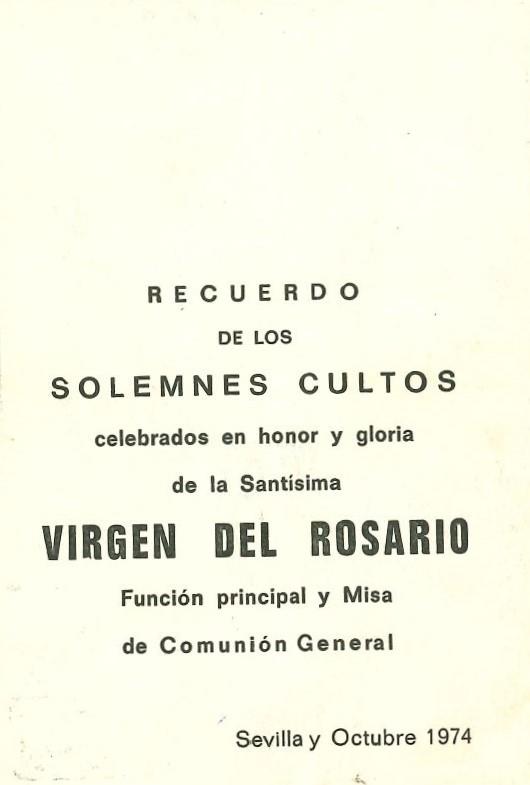 RECUERDO
DE LOS
SOLEMNES CULTOS
celebrados en honor y gloria
de la Santísima
VIRGEN DEL ROSARIO
Función principal y Misa
de Comunión General
Sevilla y Octubre 1974